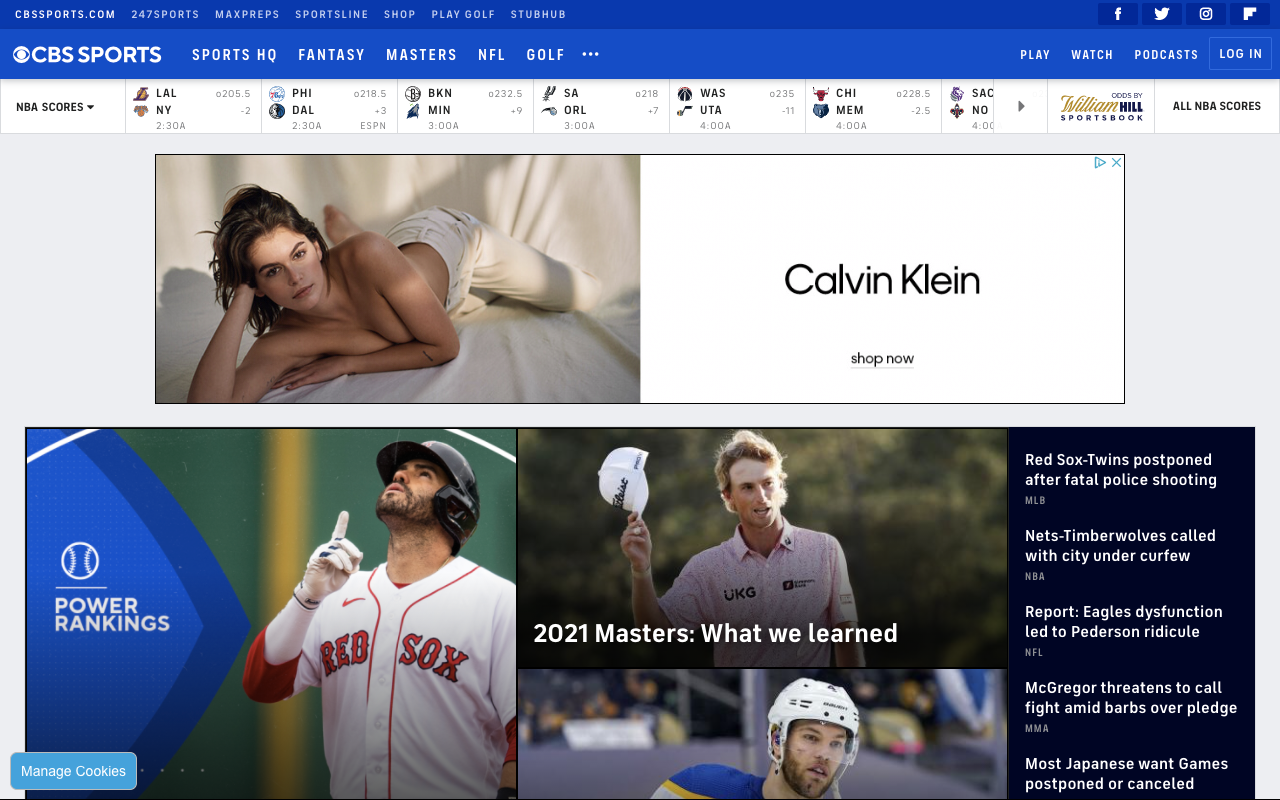 CBSSPORTS.COM 247SPORTS MAXPREPS SPORTSLINE SHOP PLAY GOLF STUBHUB
CBS SPORTS SPORTS HQ FANTASY MASTERS NFL GOLF ••• PLAY WATCH PODCASTS LOG IN
NBA SCORES
LAL o205.5
NY -2
2:30A
PHI o218.5
DAL +3
2:30A ESPN
BKN o232.5
MIN +9
3:00A
SA o218
ORL +7
3:00A
WAS o235
UTA -11
4:00A
CHI o228.5
MEM -2.5
4:00A
SAC
NO
4:00
ODDS BY
William HILL
SPORTSBOOK
ALL NBA SCORES
Calvin Klein
shop now
POWER
RANKINGS
RED SOX
Titleist
PING
UKG
2021 Masters: What we learned
BAUER
Red Sox-Twins postponed
after fatal police shooting
MLB
Nets-Timberwolves called
with city under curfew
NBA
Report: Eagles dysfunction
led to Pederson ridicule
NFL
McGregor threatens to call
fight amid barbs over pledge
MMA
Most Japanese want Games
postponed or canceled
Manage Cookies